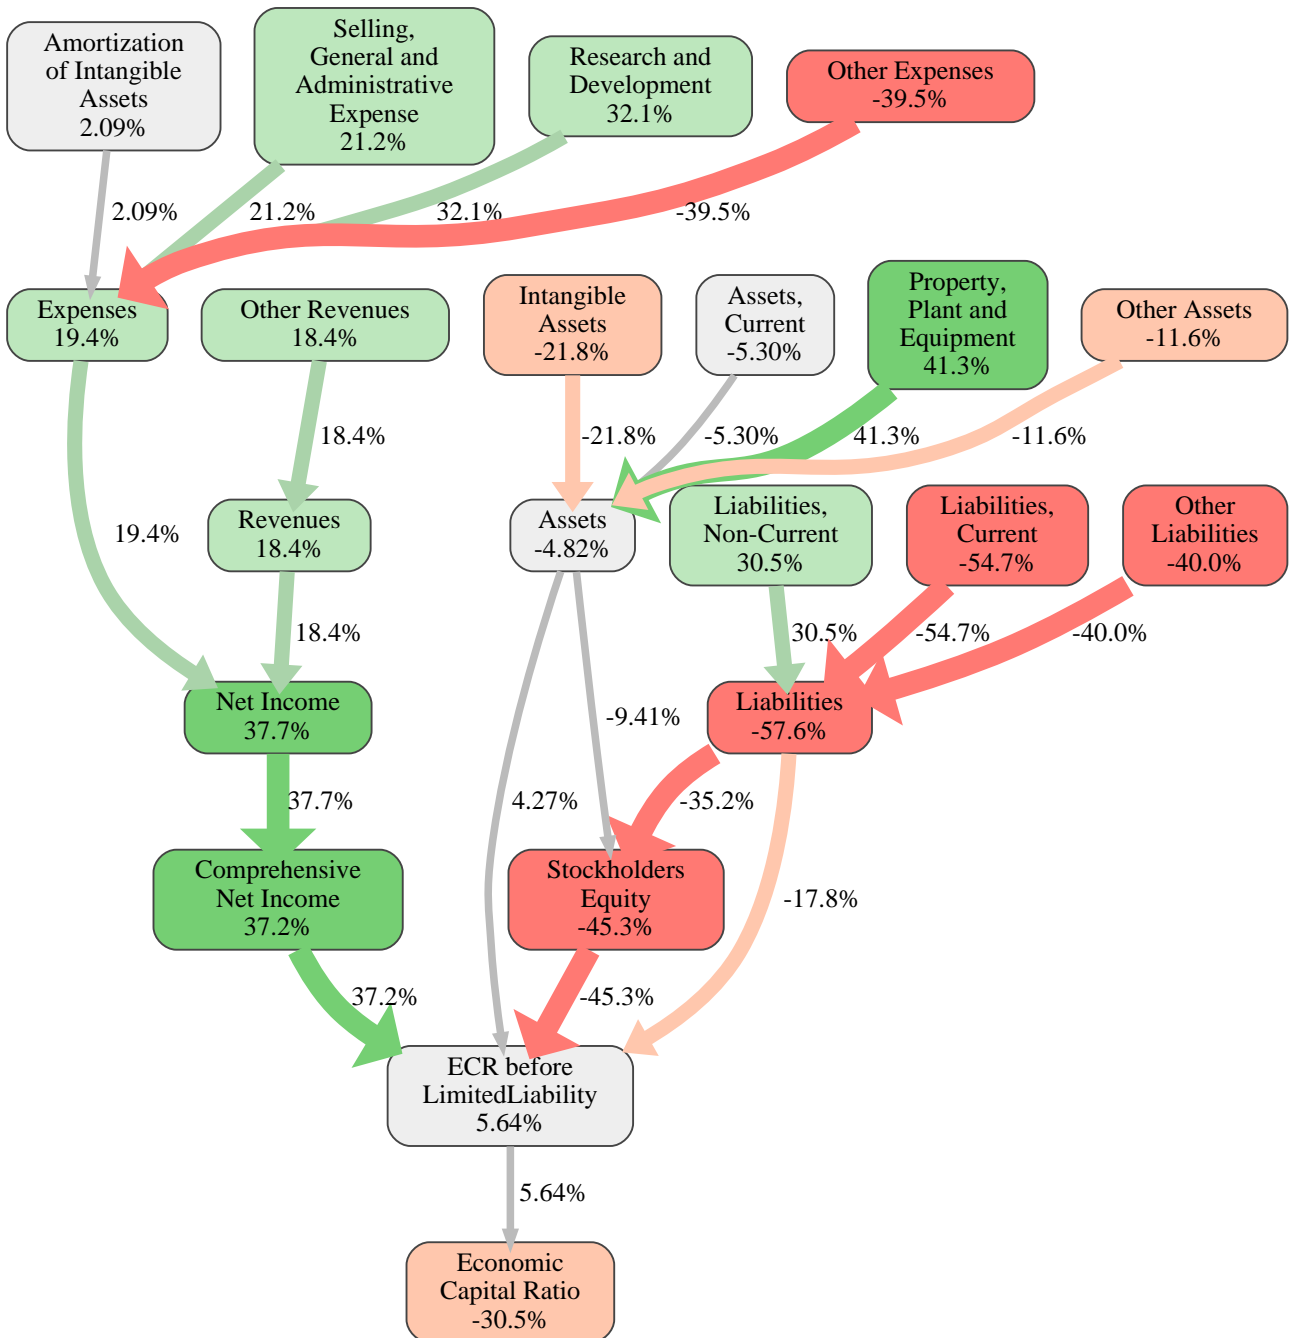 Amortization
of Intangible
Assets
2.09%
Selling,
General and
Administrative
Expense
21.2%
Research and
Development
32.1%
Other Expenses
-39.5%
2.09%
21.2%
32.1%
-39.5%
Expenses
19.4%
Other Revenues
18.4%
Intangible
Assets
-21.8%
Assets,
Current
-5.30%
Property,
Plant and
Equipment
41.3%
Other Assets
-11.6%
18.4%
-21.8%
-5.30%
41.3%
-11.6%
19.4%
Revenues
18.4%
Assets
-4.82%
Liabilities,
Non-Current
30.5%
Liabilities,
Current
-54.7%
Other
Liabilities
-40.0%
18.4%
30.5%
-54.7%
-40.0%
Net Income
37.7%
-9.41%
Liabilities
-57.6%
37.7%
4.27%
-35.2%
Comprehensive
Net Income
37.2%
Stockholders
Equity
-45.3%
-17.8%
37.2%
-45.3%
ECR before
LimitedLiability
5.64%
5.64%
Economic
Capital Ratio
-30.5%